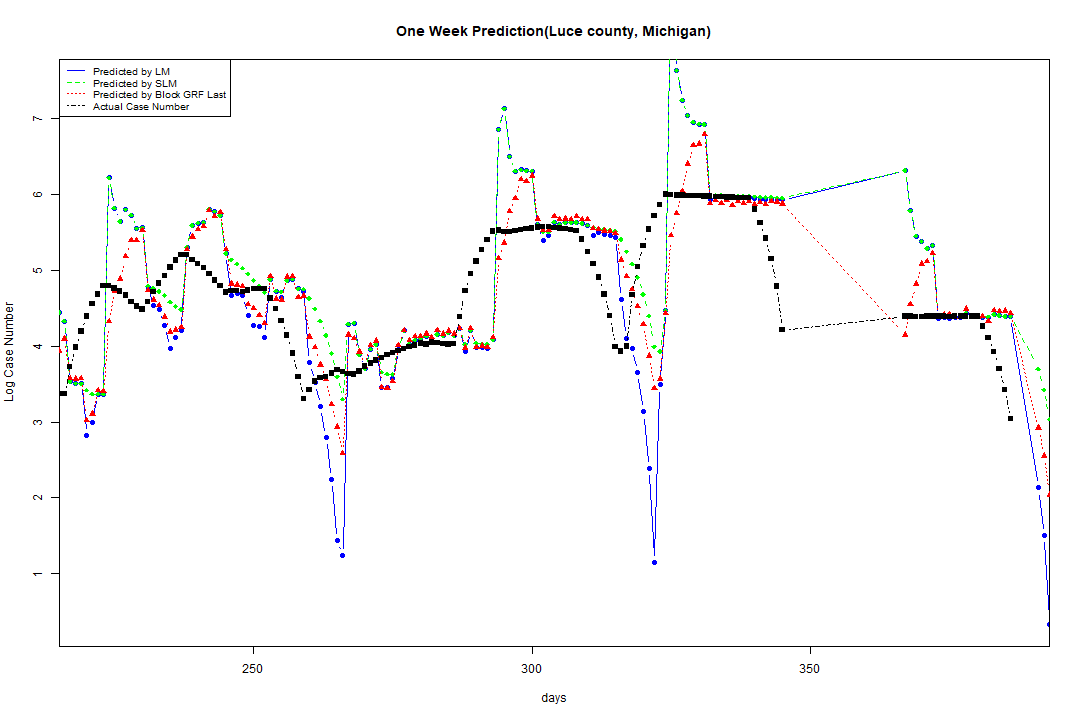 One Week Prediction(Luce county, Michigan)
Predicted by LM
Predicted by SLM
Predicted by Block GRF Last
Actual Case Number
7
6
5
4
3
2
1
Log Case Number
250
300
350
days